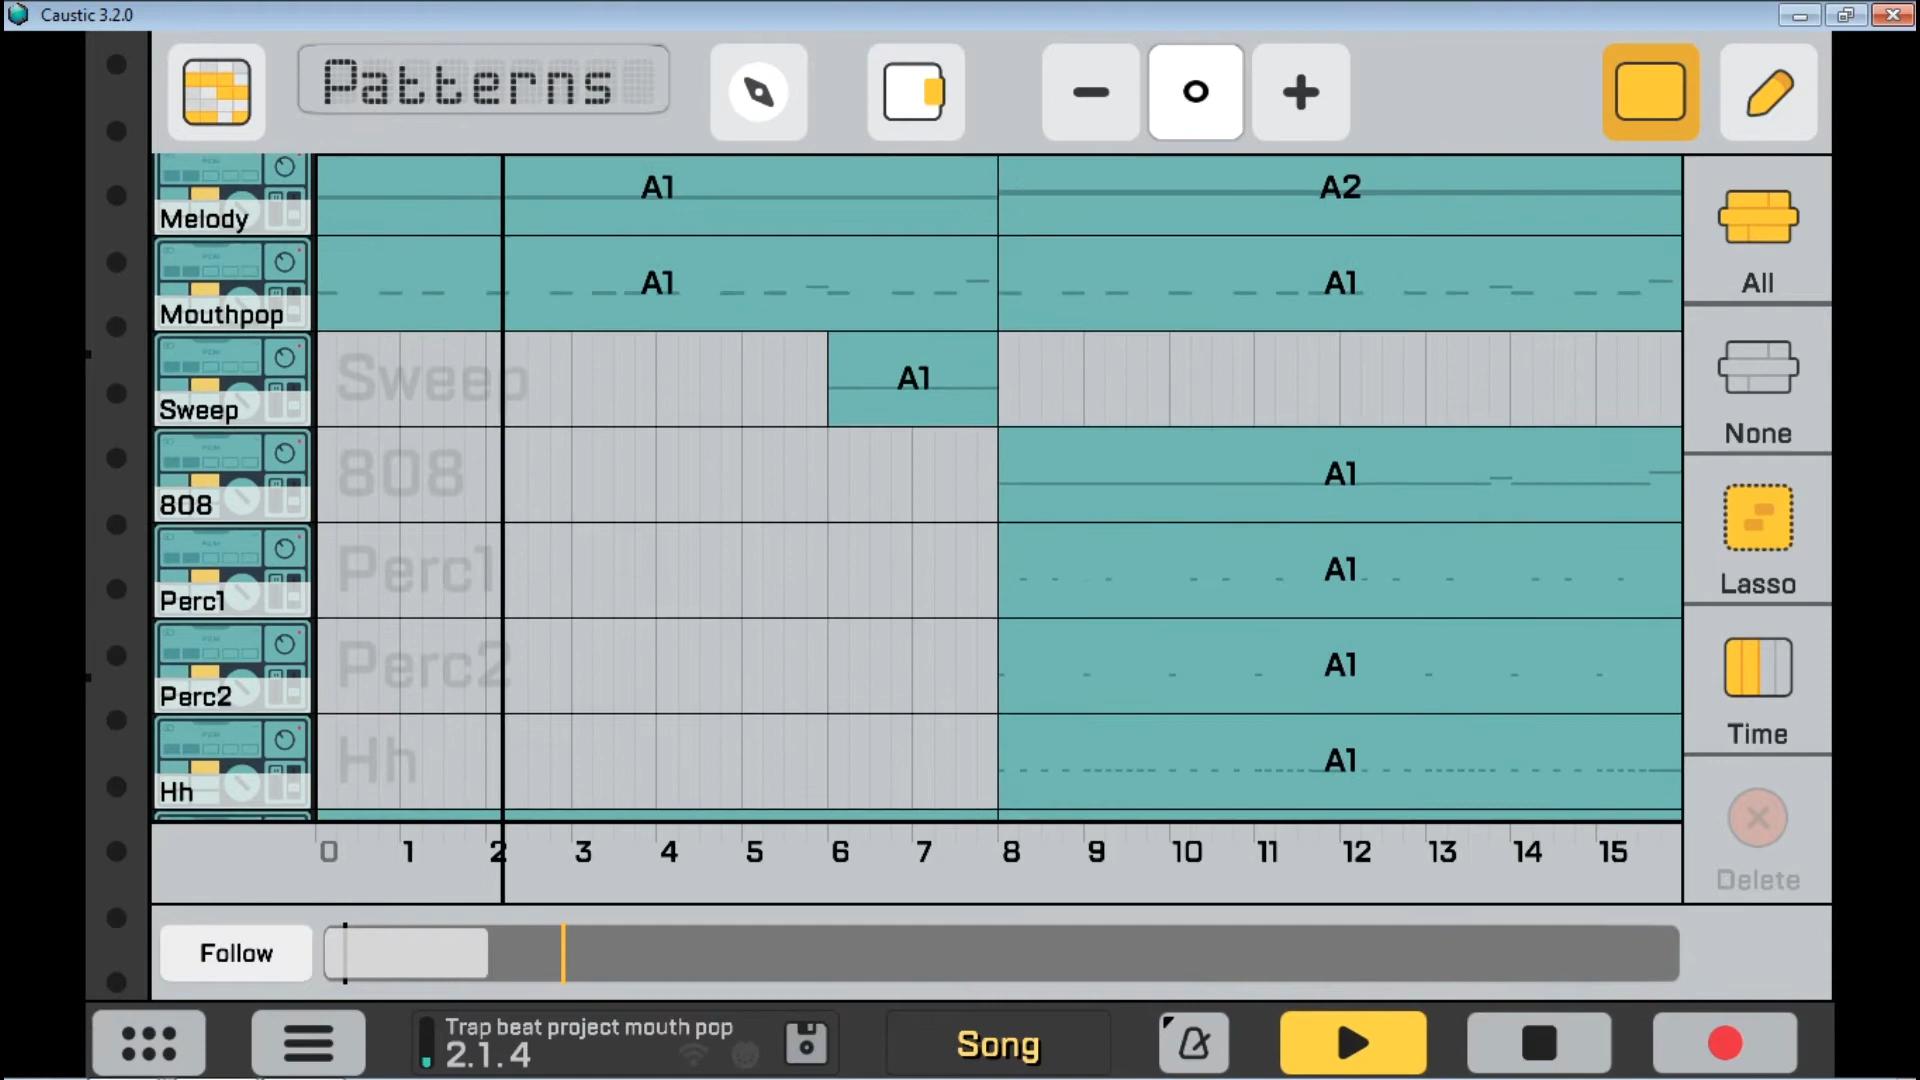 Caustic 3.2.0
Patterns
Melody
A1
A2
Mouthpop
A1
A1
Sweep
Sweep
A1
808
808
A1
Perc1
Perc1
A1
Perc2
Perc2
A1
Hh
Hh
A1
0 1 2 3 4 5 6 7 8 9 10 11 12 13 14 15
All
None
Lasso
Time
Delete
Follow
Trap beat project mouth pop
2.1.4
Song